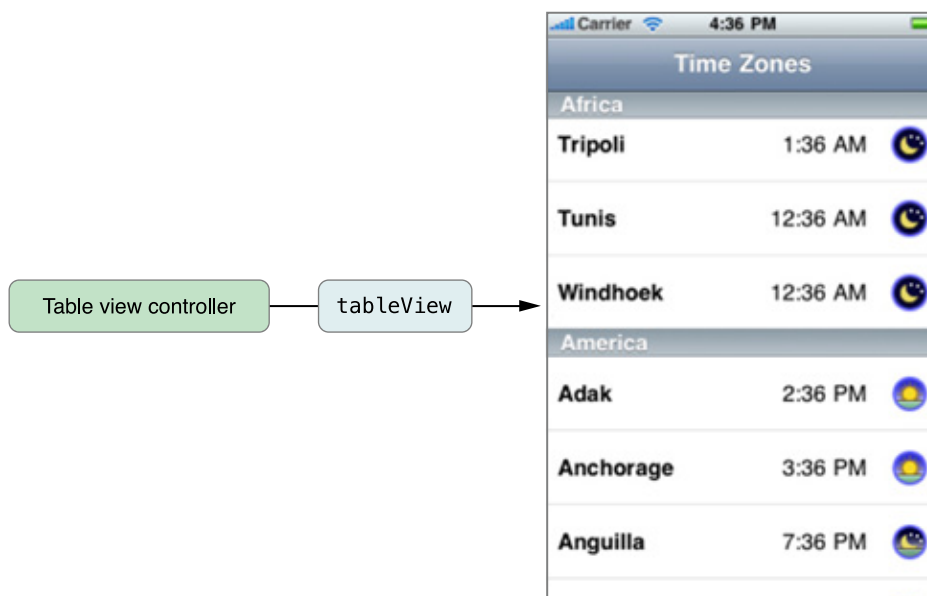 Carrier 4:36 PM
Time Zones
Africa
Tripoli 1:36 AM
Tunis 12:36 AM
Windhoek 12:36 AM
Table view controller
tableView
America
Adak 2:36 PM
Anchorage 3:36 PM
Anguilla 7:36 PM